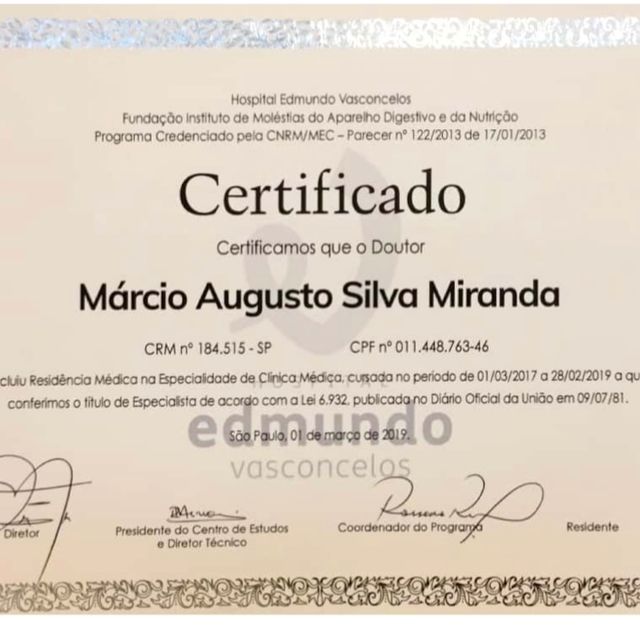 Hospital Edmundo Vasconcelos
Fundação Instituto de Moléstias do Aparelho Digestivo e da Nutrição
Programa Credenciado pela CNRM/MEC – Parecer nº 122/2013 de 17/01/2013
Certificado
Certificamos que o Doutor
Márcio Augusto Silva Miranda
CRM nº 184.515 - SP CPF nº 011.448.763-46
cluiu Residência Médica na Especialidade de Clínica Médica, cursada no período de 01/03/2017 a 28/02/2019 a qu
HOSPITAL
conferimos o título de Especialista de acordo com a Lei 6.932, publicada no Diário Oficial da União em 09/07/81.
edmundo
São Paulo, 01 de março de 2019.
vasconcelos
Diretor
Presidente do Centro de Estudos
e Diretor Técnico
Coordenador do Programa
Residente